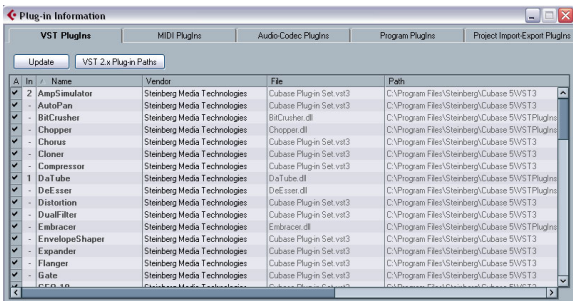 Plug-in Information
VST PlugIns MIDI PlugIns Audio-Codec PlugIns Program PlugIns Project Import-Export PlugIns
Update VST 2.x Plug-in Paths
A In / Name Vendor File Path
2 AmpSimulator Steinberg Media Technologies Cubase Plug-in Set.vst3 C:\Program Files\Steinberg\Cubase 5\VST3
- AutoPan Steinberg Media Technologies Cubase Plug-in Set.vst3 C:\Program Files\Steinberg\Cubase 5\VST3
- BitCrusher Steinberg Media Technologies BitCrusher.dll C:\Program Files\Steinberg\Cubase 5\VSTPlugIns
- Chopper Steinberg Media Technologies Chopper.dll C:\Program Files\Steinberg\Cubase 5\VSTPlugIns
- Chorus Steinberg Media Technologies Cubase Plug-in Set.vst3 C:\Program Files\Steinberg\Cubase 5\VST3
- Cloner Steinberg Media Technologies Cubase Plug-in Set.vst3 C:\Program Files\Steinberg\Cubase 5\VST3
- Compressor Steinberg Media Technologies Cubase Plug-in Set.vst3 C:\Program Files\Steinberg\Cubase 5\VST3
1 DaTube Steinberg Media Technologies DaTube.dll C:\Program Files\Steinberg\Cubase 5\VSTPlugIns
- DeEsser Steinberg Media Technologies DeEsser.dll C:\Program Files\Steinberg\Cubase 5\VSTPlugIns
- Distortion Steinberg Media Technologies Cubase Plug-in Set.vst3 C:\Program Files\Steinberg\Cubase 5\VST3
- DualFilter Steinberg Media Technologies Cubase Plug-in Set.vst3 C:\Program Files\Steinberg\Cubase 5\VST3
- Embracer Steinberg Media Technologies Embracer.dll C:\Program Files\Steinberg\Cubase 5\VSTPlugIns
- EnvelopeShaper Steinberg Media Technologies Cubase Plug-in Set.vst3 C:\Program Files\Steinberg\Cubase 5\VST3
- Expander Steinberg Media Technologies Cubase Plug-in Set.vst3 C:\Program Files\Steinberg\Cubase 5\VST3
- Flanger Steinberg Media Technologies Cubase Plug-in Set.vst3 C:\Program Files\Steinberg\Cubase 5\VST3
- Gate Steinberg Media Technologies Cubase Plug-in Set.vst3 C:\Program Files\Steinberg\Cubase 5\VST3